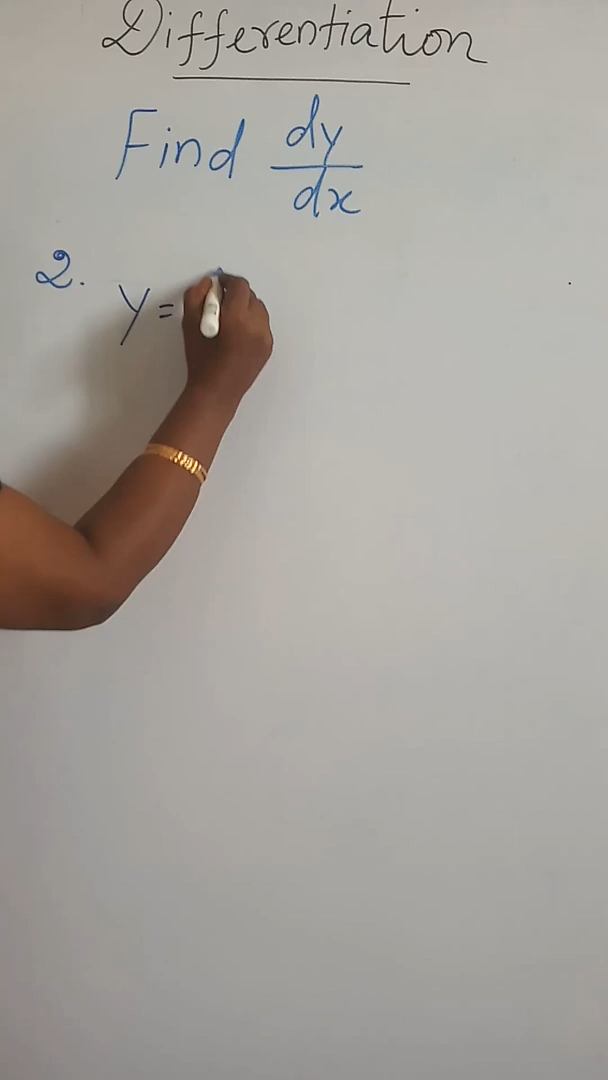 Differentiation
Find dy/dx
2. y =